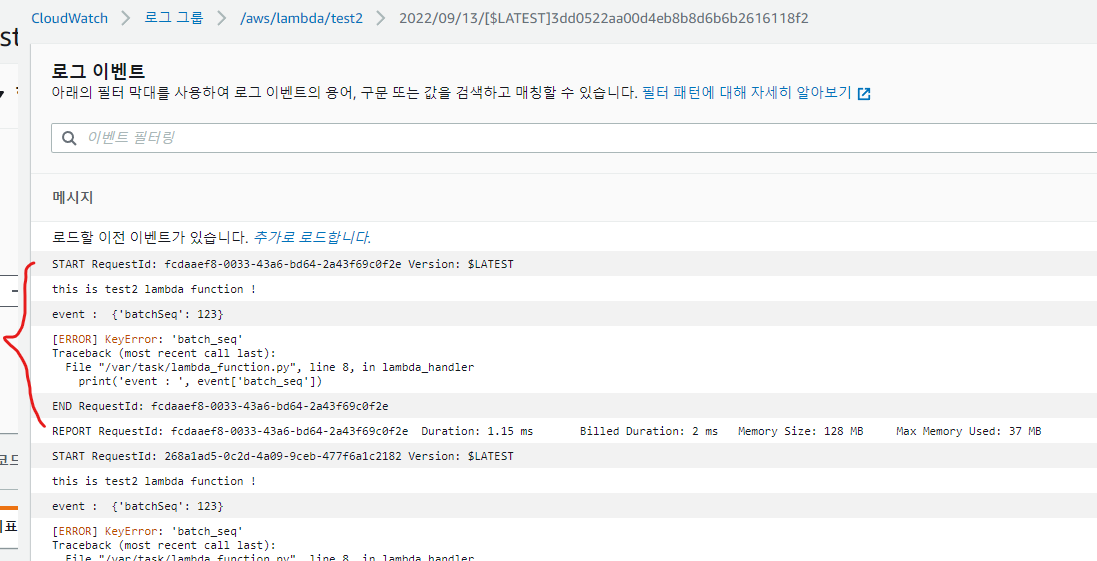 CloudWatch > 로그 그룹 > /aws/lambda/test2 > 2022/09/13/[$LATEST]3dd0522aa00d4eb8b8d6b6b2616118f2
st
로그 이벤트
아래의 필터 막대를 사용하여 로그 이벤트의 용어, 구문 또는 값을 검색하고 매칭할 수 있습니다. 필터 패턴에 대해 자세히 알아보기
이벤트 필터링
메시지
로드할 이전 이벤트가 있습니다. 추가로 로드합니다.
START RequestId: fcdaaef8-0033-43a6-bd64-2a43f69c0f2e Version: $LATEST
this is test2 lambda function !
event :  {'batchSeq': 123}
[ERROR] KeyError: 'batch_seq'
Traceback (most recent call last):
  File "/var/task/lambda_function.py", line 8, in lambda_handler
    print('event : ', event['batch_seq'])
END RequestId: fcdaaef8-0033-43a6-bd64-2a43f69c0f2e
REPORT RequestId: fcdaaef8-0033-43a6-bd64-2a43f69c0f2e  Duration: 1.15 ms  Billed Duration: 2 ms  Memory Size: 128 MB  Max Memory Used: 37 MB
START RequestId: 268a1ad5-0c2d-4a09-9ceb-477f6a1c2182 Version: $LATEST
코드
this is test2 lambda function !
event :  {'batchSeq': 123}
표
[ERROR] KeyError: 'batch_seq'
Traceback (most recent call last):
  File "/var/task/lambda_function.py", line 8, in lambda_handler